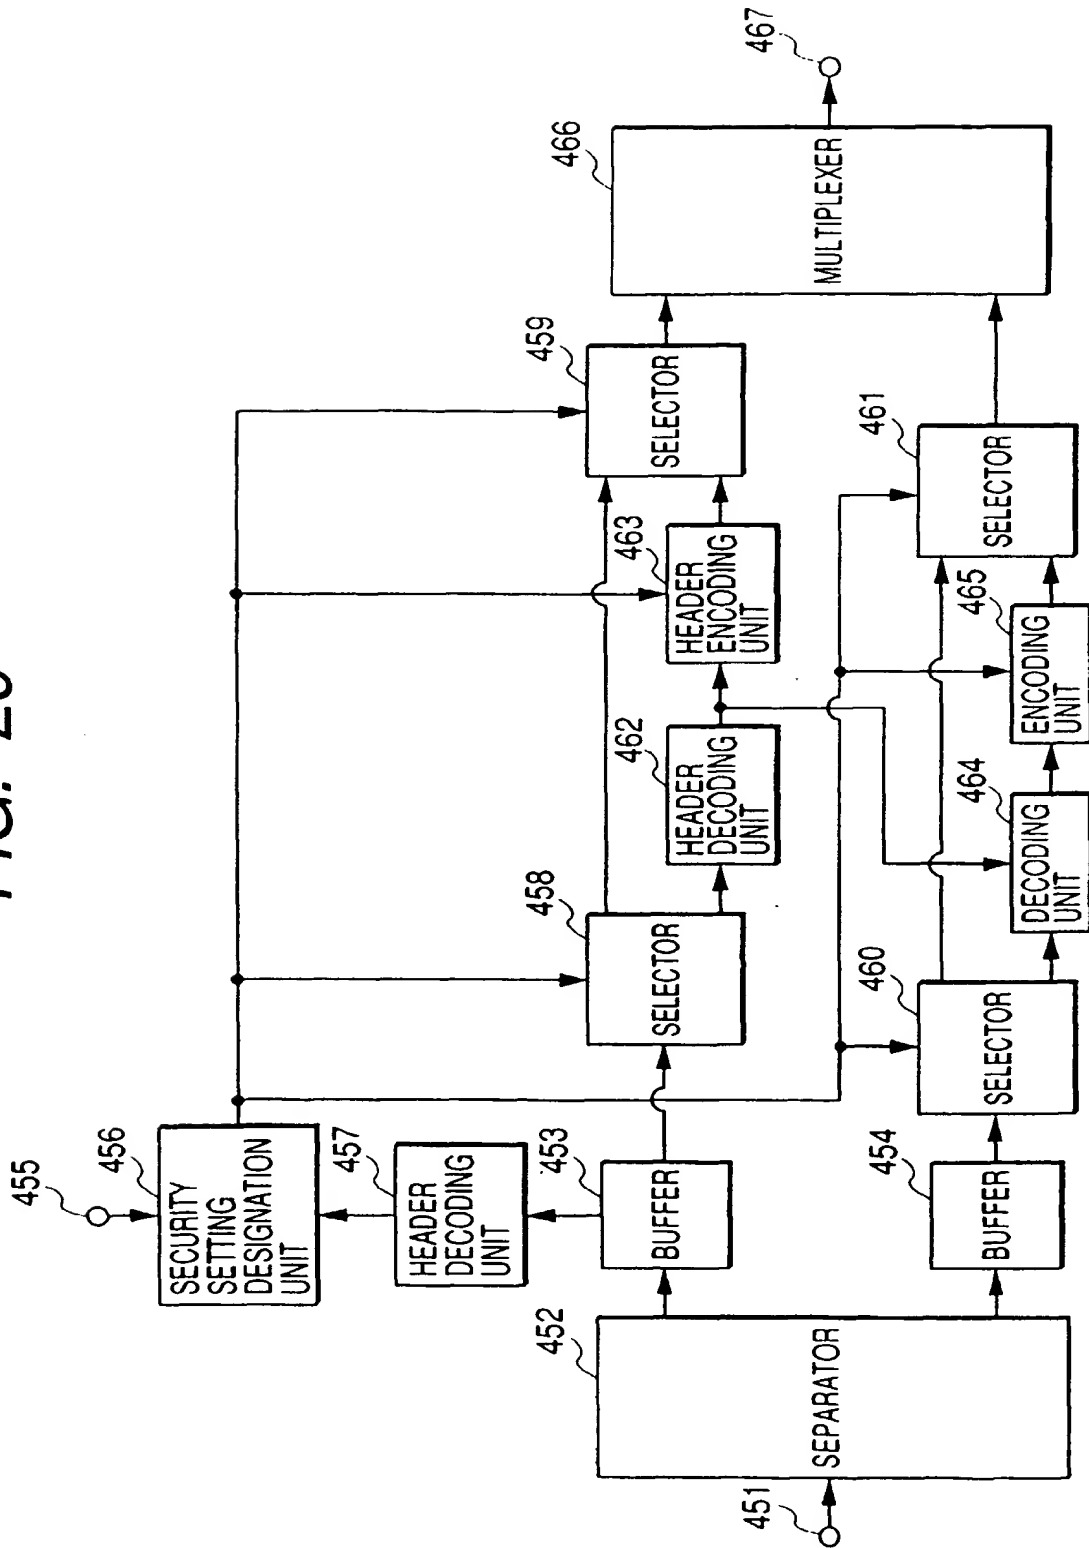 FIG.
455
456
SECURITY
SETTING
DESIGNATION
UNIT
457
HEADER
DECODING
UNIT
452
453
458
462
463
459
466
BUFFER
SELECTOR
HEADER
DECODING
UNIT
HEADER
ENCODING
UNIT
SELECTOR
451
SEPARATOR
MULTIPLEXER
467
454
460
464
465
461
BUFFER
SELECTOR
DECODING
UNIT
ENCODING
UNIT
SELECTOR